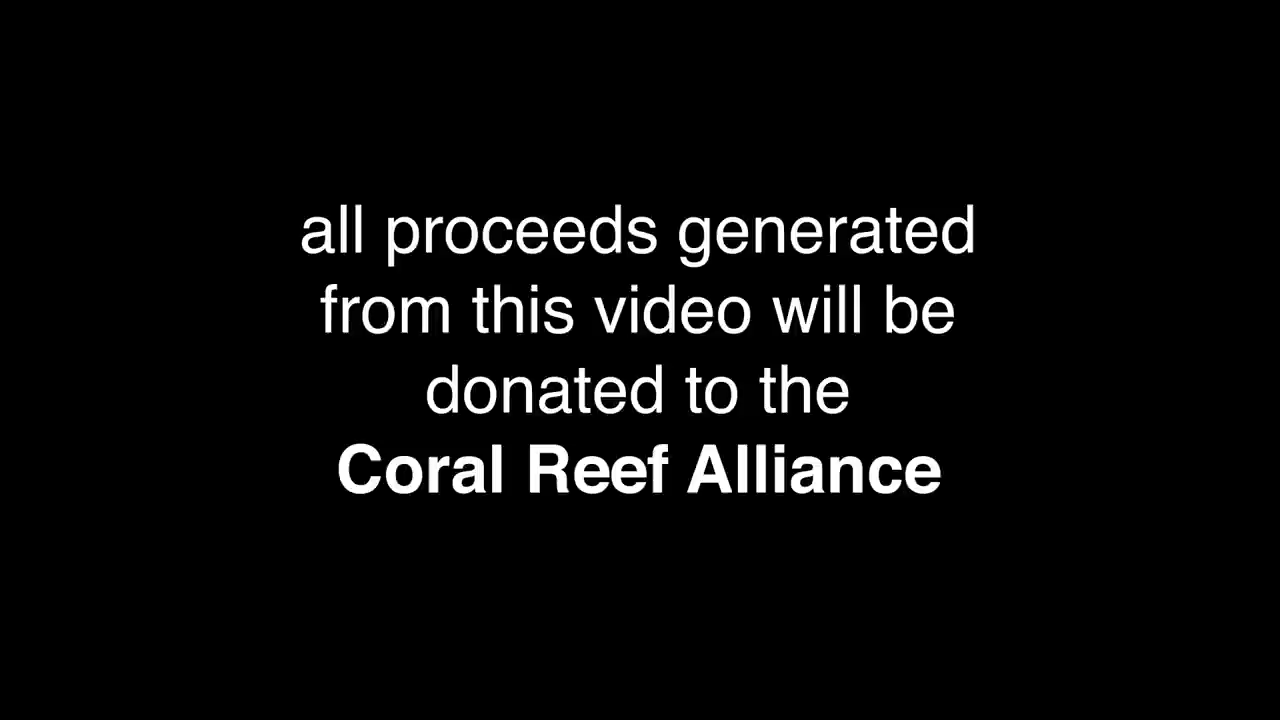 all proceeds generated
from this video will be
donated to the
Coral Reef Alliance